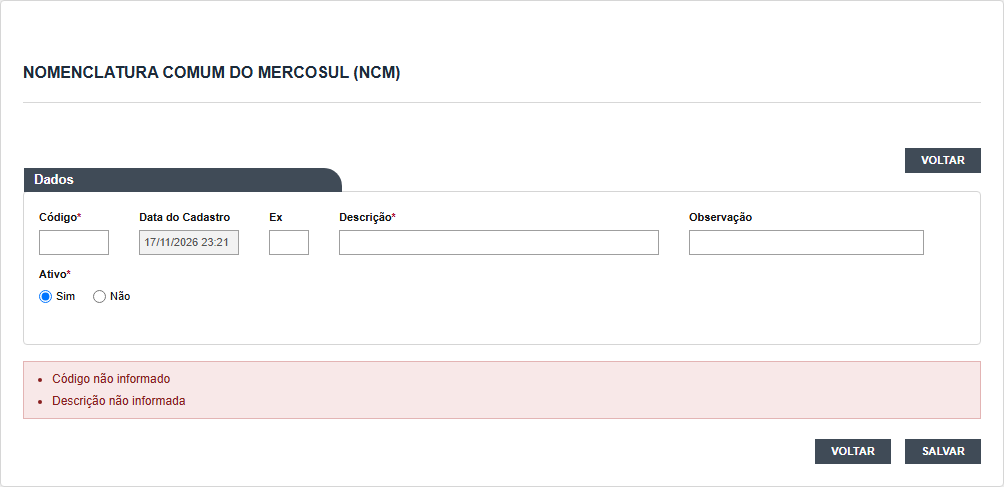 NOMENCLATURA COMUM DO MERCOSUL (NCM)
VOLTAR
Dados
Código* Data do Cadastro Ex Descrição* Observação
17/11/2026 23:21
Ativo*
Sim Não
Código não informado
Descrição não informada
VOLTAR SALVAR